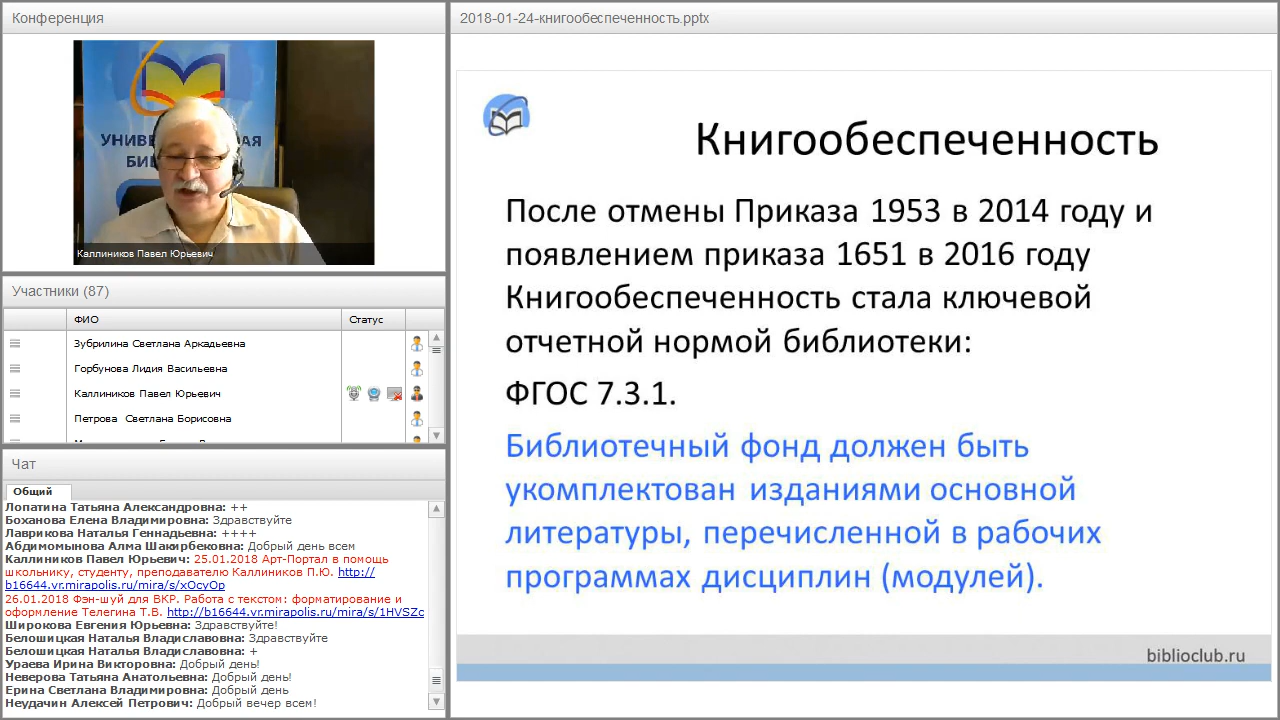 Конференция
УНИВЕ
НАЯ
БИБ
Каллиников Павел Юрьевич
Участники (87)
ФИО
Статус
Зубрилина Светлана Аркадьевна
Горбунова Лидия Васильевна
Каллиников Павел Юрьевич
Петрова Светлана Борисовна
Чат
Общий
Лопатина Татьяна Александровна: ++
Боханова Елена Владимировна: Здравствуйте
Лаврикова Наталья Геннадьевна: ++++
Абдимомынова Алма Шакирбековна: Добрый день всем
Каллиников Павел Юрьевич: 25.01.2018 Арт-Портал в помощь
школьнику, студенту, преподавателю Каллиников П.Ю. http://
b16644.vr.mirapolis.ru/mira/s/xOcyOp
26.01.2018 Фэн-шуй для ВКР. Работа с текстом: форматирование и
оформление Телегина Т.В. http://b16644.vr.mirapolis.ru/mira/s/1HVSZc
Широкова Евгения Юрьевна: Здравствуйте!
Белошицкая Наталья Владиславовна: Здравствуйте
Белошицкая Наталья Владиславовна: +
Ураева Ирина Викторовна: Добрый день!
Неверова Татьяна Анатольевна: Добрый день!
Ерина Светлана Владимировна: Добрый день
Неудачин Алексей Петрович: Добрый вечер всем!
2018-01-24-книгообеспеченность.pptx
Книгообеспеченность
После отмены Приказа 1953 в 2014 году и
появлением приказа 1651 в 2016 году
Книгообеспеченность стала ключевой
отчетной нормой библиотеки:
ФГОС 7.3.1.
Библиотечный фонд должен быть
укомплектован изданиями основной
литературы, перечисленной в рабочих
программах дисциплин (модулей).
biblioclub.ru